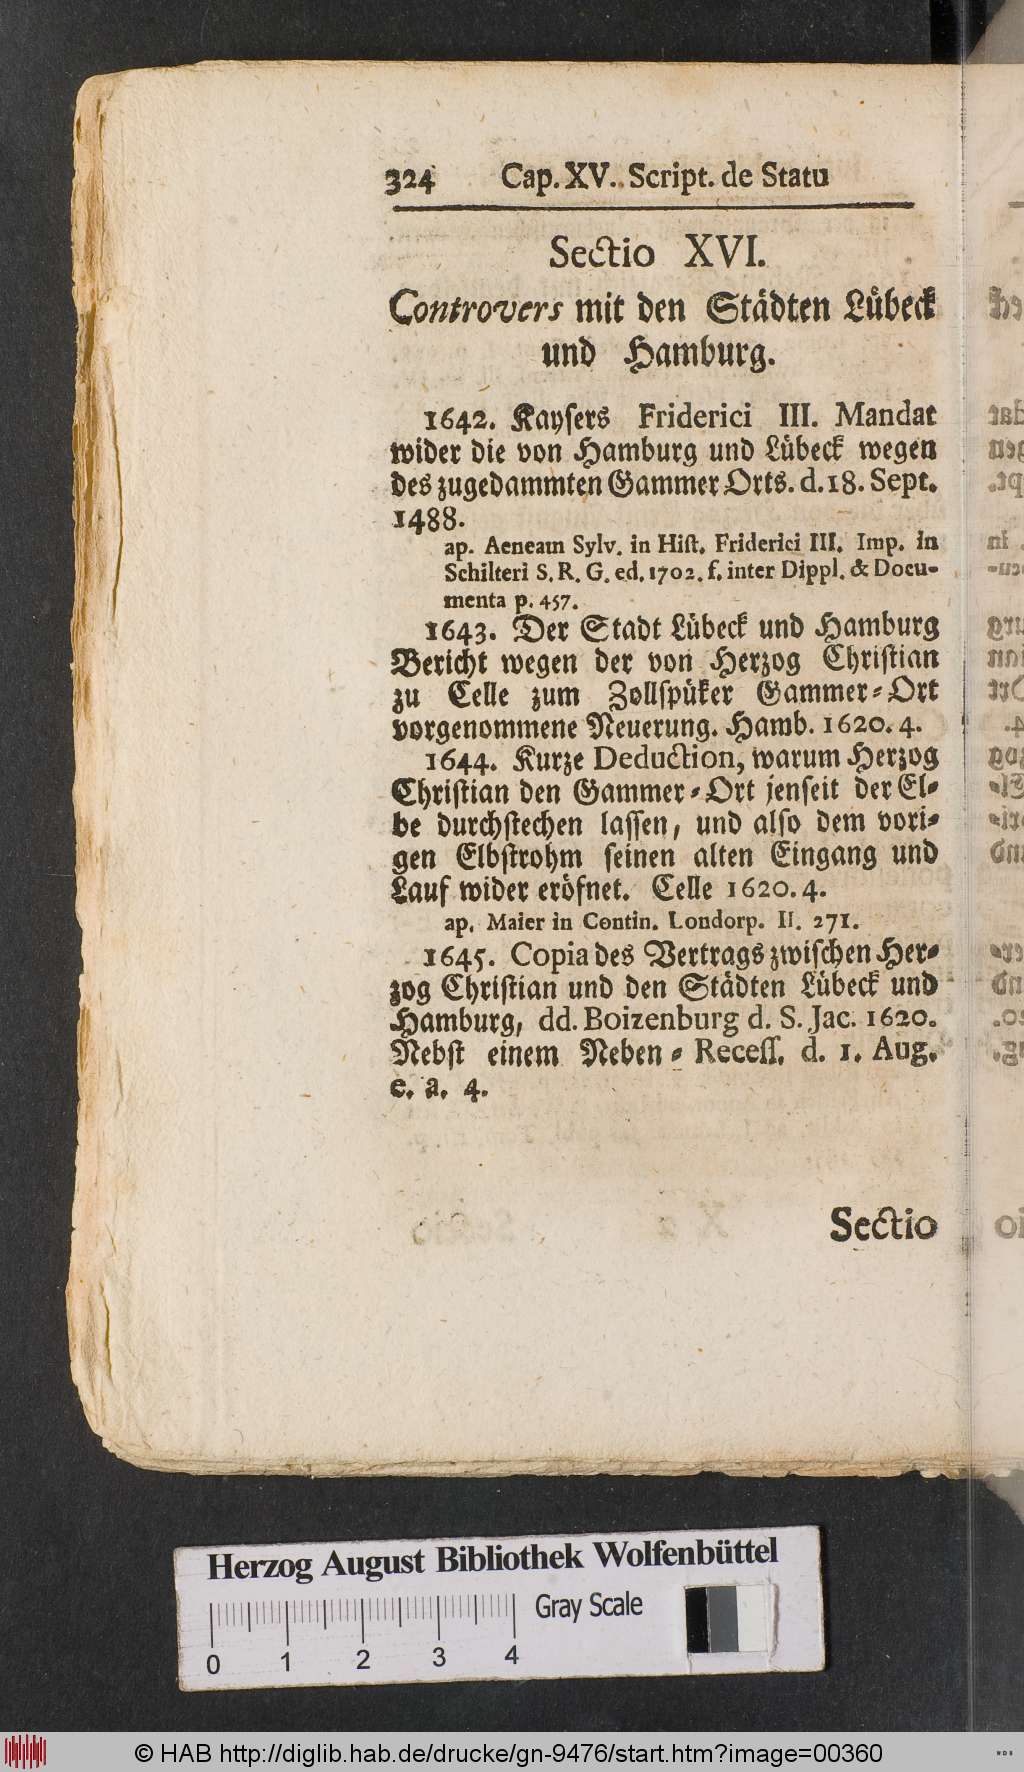 324 Cap. XV. Script. de Statu
Sectio XVI.
Controvers mit den Städten Lübeck
und Hamburg.
1642. Kaysers Friderici III. Mandat
wider die von Hamburg und Lübeck wegen
des zugedammten Gammer Orts. d. 18. Sept.
1488.
ap. Aeneam Sylv. in Hist. Friderici III. Imp. in
Schilteri S. R. G. ed. 1702. f. inter Dippl. & Docu-
menta p. 457.
1643. Der Stadt Lübeck und Hamburg
Bericht wegen der von Herzog Christian
zu Celle zum Zollspüker Gammer-Ort
vorgenommene Neuerung. Hamb. 1620. 4.
1644. Kurze Deduction, warum Herzog
Christian den Gammer-Ort jenseit der El-
be durchstechen lassen, und also dem vori-
gen Elbstrohm seinen alten Eingang und
Lauf wider eröfnet. Celle 1620. 4.
ap. Maier in Contin. Londorp. II. 271.
1645. Copia des Vertrags zwischen Her-
zog Christian und den Städten Lübeck und
Hamburg, dd. Boizenburg d. S. Jac. 1620.
Nebst einem Neben-Recess. d. 1. Aug.
e. a. 4.
Sectio
Herzog August Bibliothek Wolfenbüttel
Gray Scale
0 1 2 3 4
© HAB http://diglib.hab.de/drucke/gn-9476/start.htm?image=00360